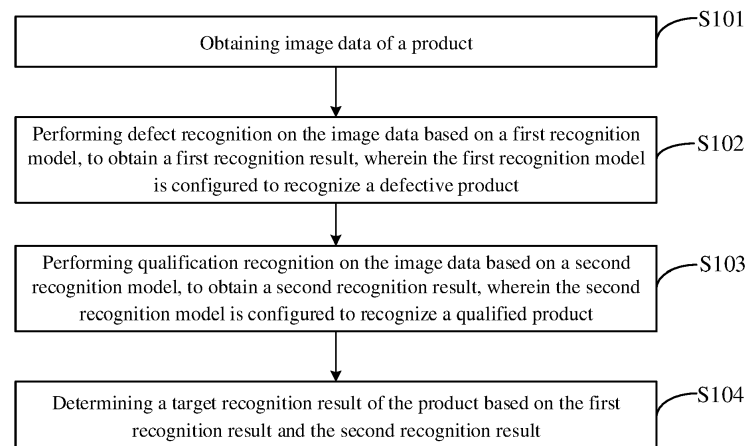 S101
Obtaining image data of a product
Performing defect recognition on the image data based on a first recognition
model, to obtain a first recognition result, wherein the first recognition model
is configured to recognize a defective product
S102
Performing qualification recognition on the image data based on a second
recognition model, to obtain a second recognition result, wherein the second
recognition model is configured to recognize a qualified product
S103
Determining a target recognition result of the product based on the first
recognition result and the second recognition result
S104